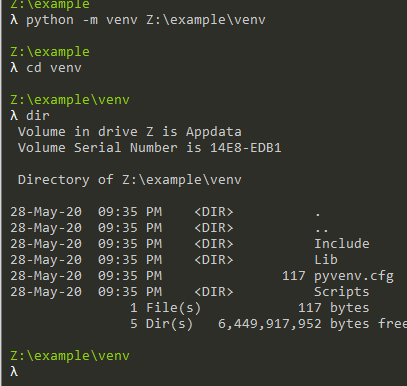 Z:\example
λ python -m venv Z:\example\venv
Z:\example
λ cd venv
Z:\example\venv
λ dir
Volume in drive Z is Appdata
Volume Serial Number is 14E8-EDB1
Directory of Z:\example\venv
28-May-20  09:35 PM    <DIR>          .
28-May-20  09:35 PM    <DIR>          ..
28-May-20  09:35 PM    <DIR>          Include
28-May-20  09:35 PM    <DIR>          Lib
28-May-20  09:35 PM               117 pyvenv.cfg
28-May-20  09:35 PM    <DIR>          Scripts
1 File(s)            117 bytes
5 Dir(s)   6,449,917,952 bytes free
Z:\example\venv
λ